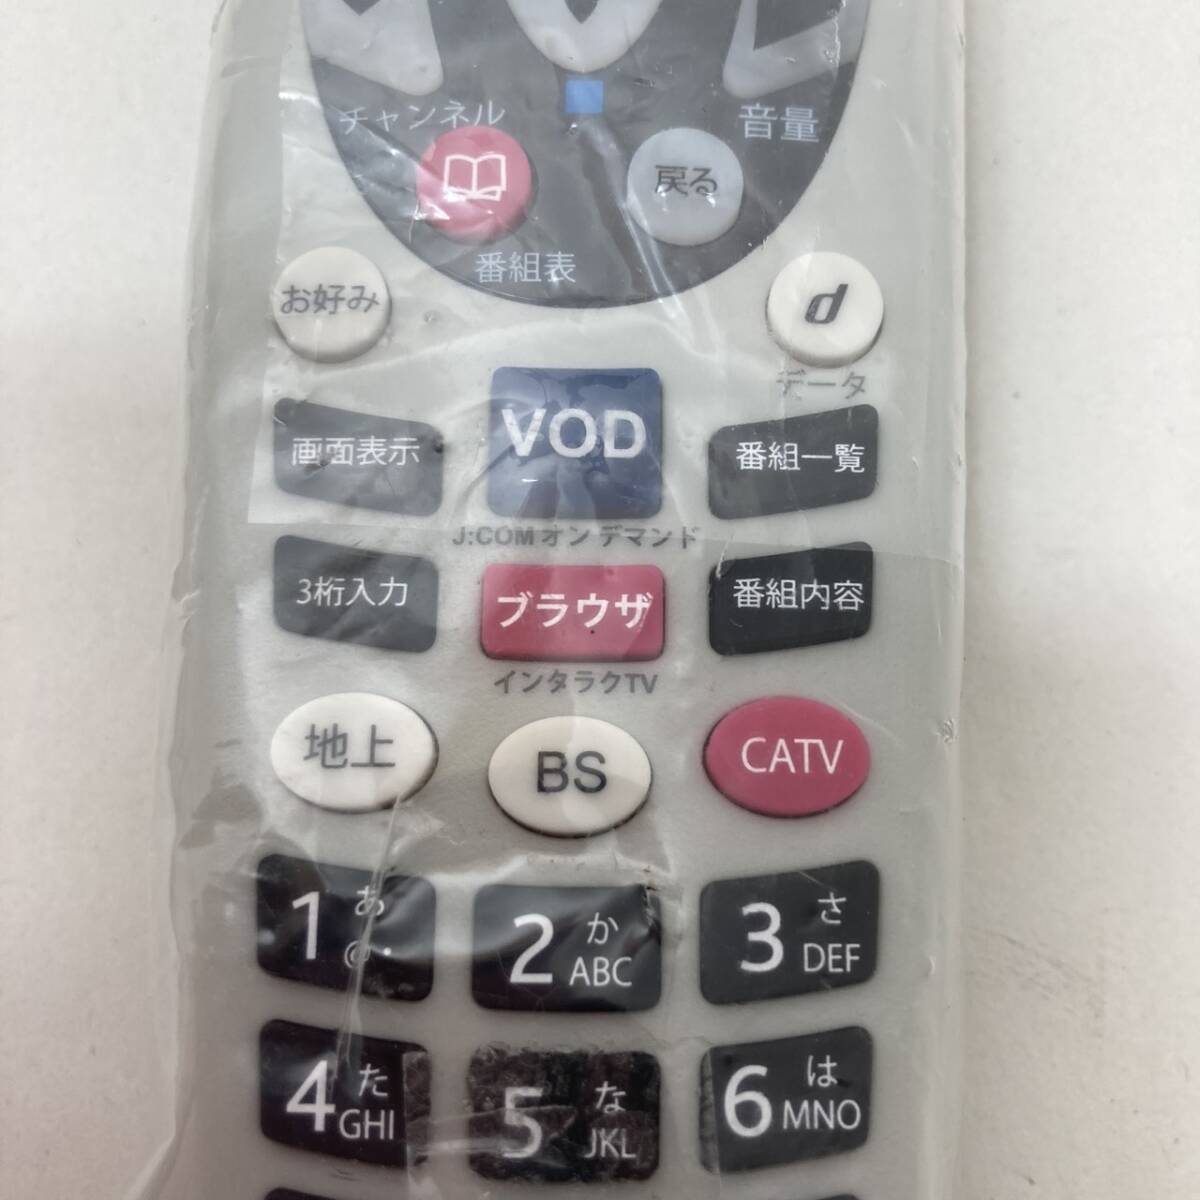 チャンネル 音量
戻る
番組表
お好み d
データ
画面表示 VOD 番組一覧
J:COMオン デマンド
3桁入力 ブラウザ 番組内容
インタラクTV
地上 BS CATV
1 あ @. 2 か ABC 3 さ DEF
4 た GHI 5 な JKL 6 は MNO